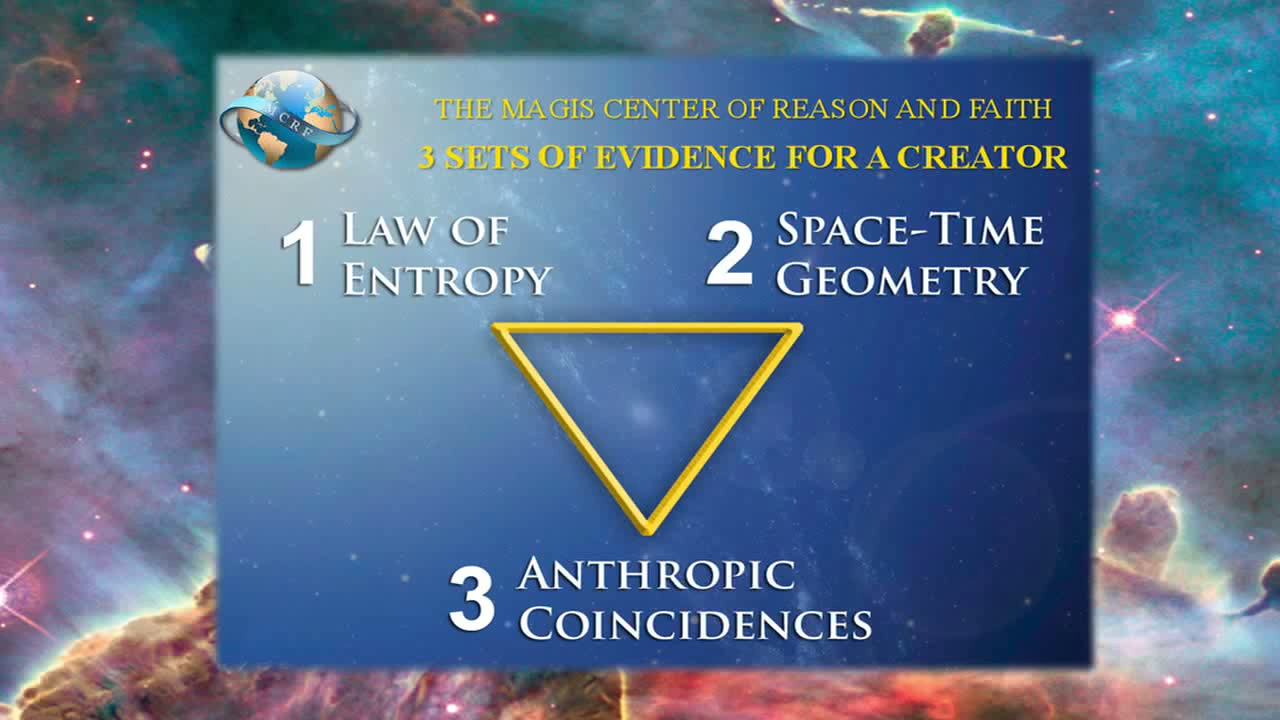 CRF
THE MAGIS CENTER OF REASON AND FAITH
3 SETS OF EVIDENCE FOR A CREATOR
1 LAW OF
ENTROPY
2 SPACE-TIME
GEOMETRY
3 ANTHROPIC
COINCIDENCES